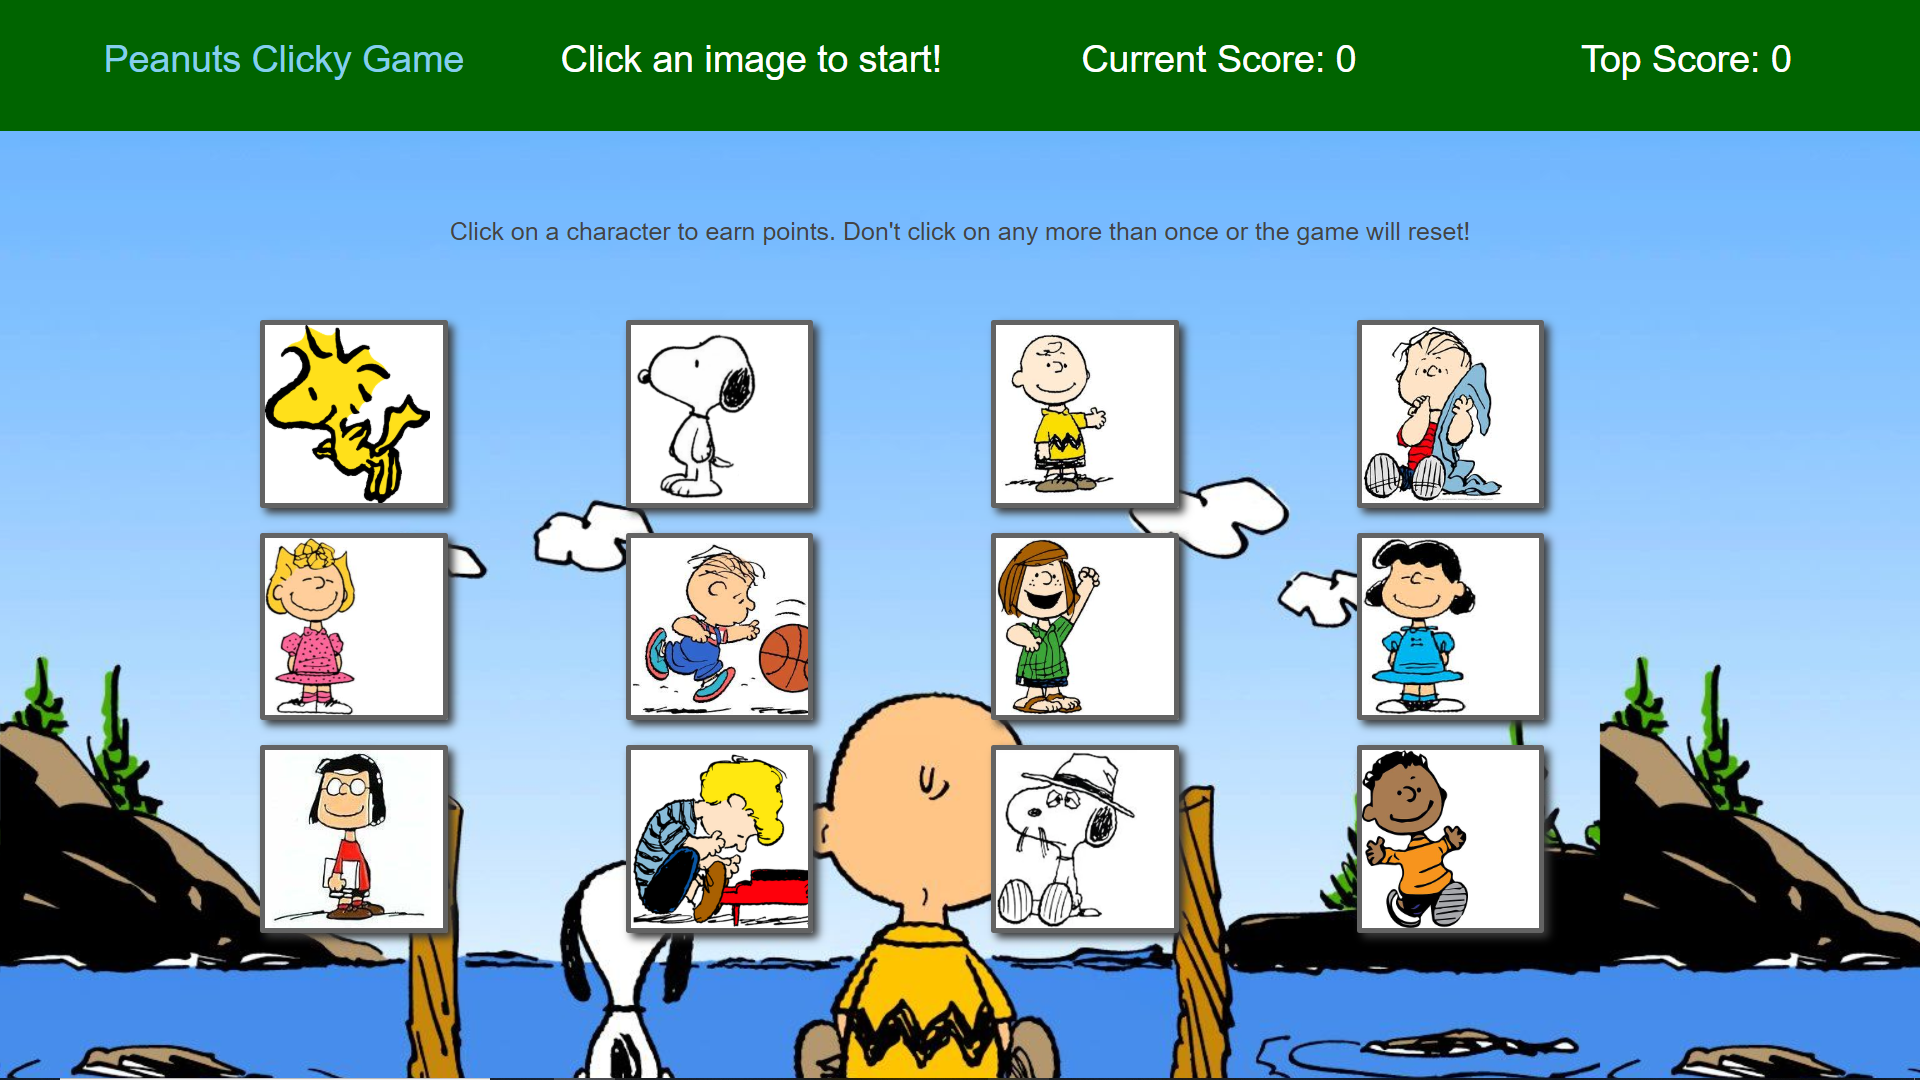 Peanuts Clicky Game
Click an image to start!
Current Score: 0
Top Score: 0
Click on a character to earn points. Don't click on any more than once or the game will reset!